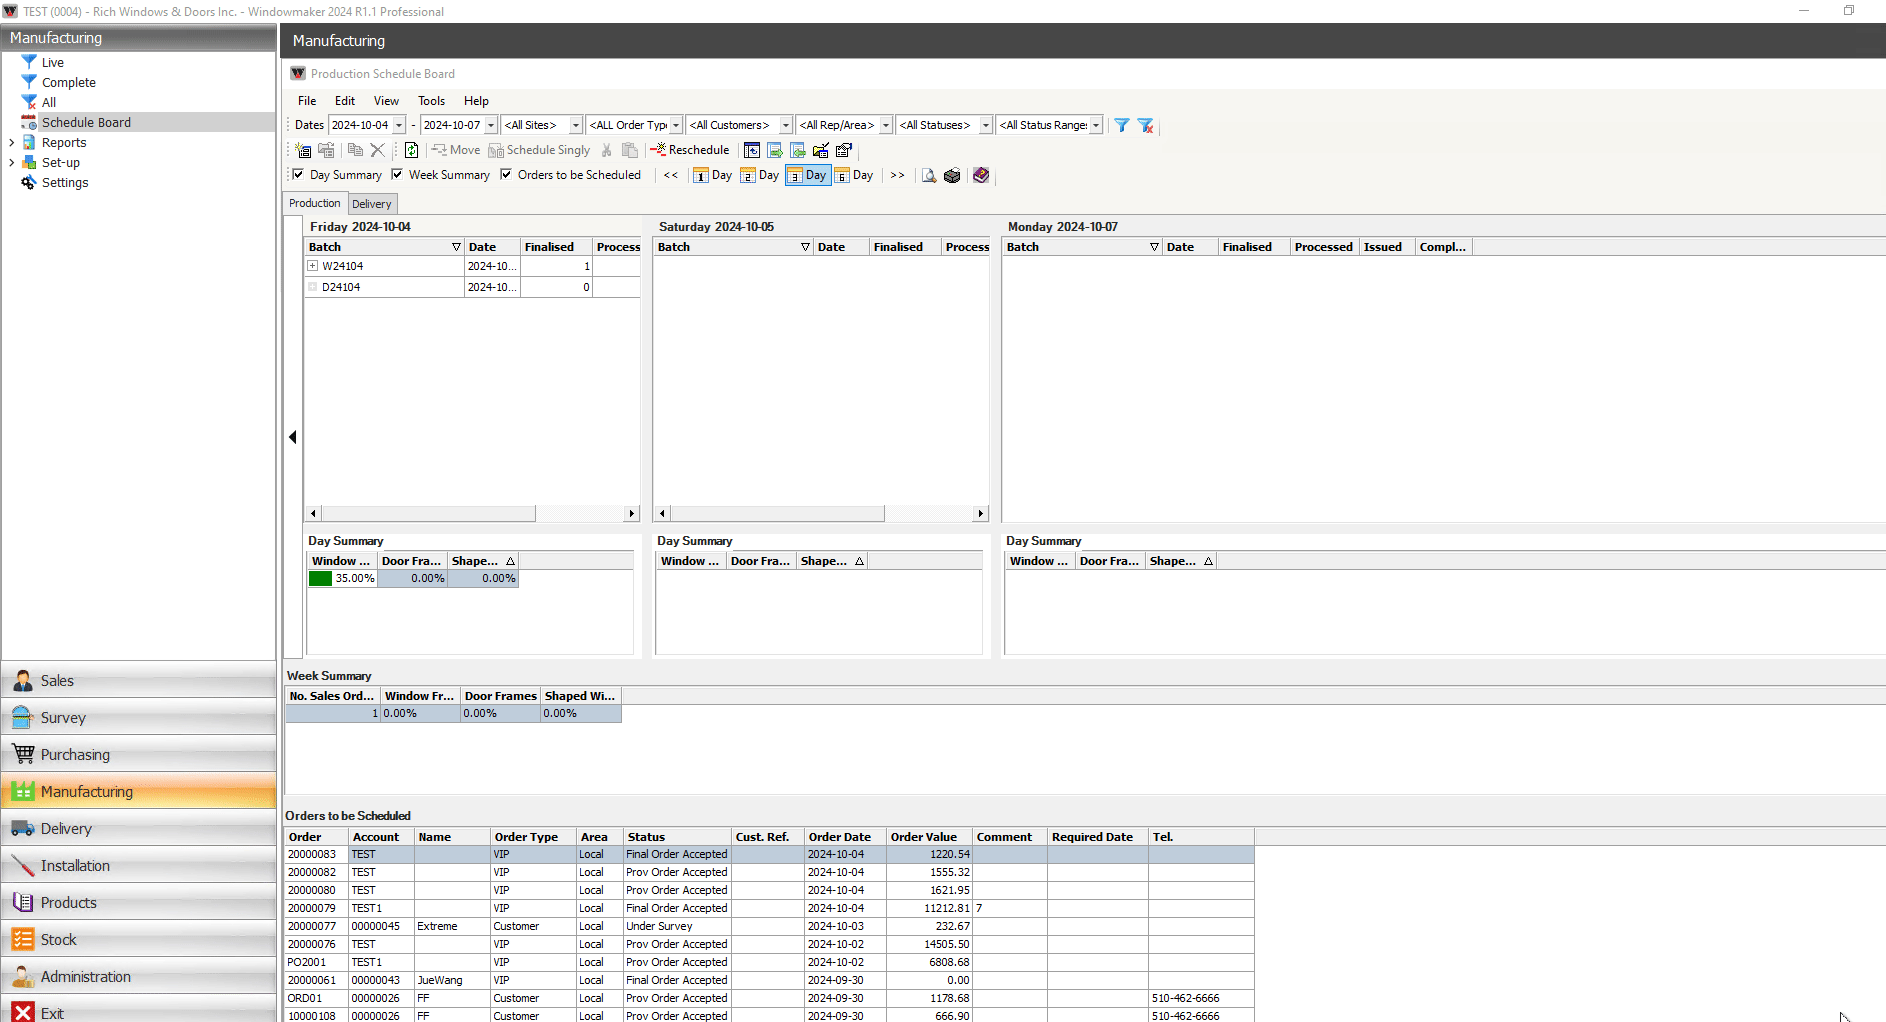 TEST (0004) - Rich Windows & Doors Inc. - Windowmaker 2024 R1.1 Professional
Manufacturing
Live
Complete
All
Schedule Board
Reports
Set-up
Settings
Sales
Survey
Purchasing
Manufacturing
Delivery
Installation
Products
Stock
Administration
Exit
Manufacturing
Production Schedule Board
File Edit View Tools Help
Dates 2024-10-04 - 2024-10-07 <All Sites> <ALL Order Typ <All Customers> <All Rep/Area> <All Statuses> <All Status Range:
Move Schedule Singly Reschedule
Day Summary Week Summary Orders to be Scheduled << 1 Day 2 Day 3 Day 6 Day >>
Production Delivery
Friday 2024-10-04 Saturday 2024-10-05 Monday 2024-10-07
Batch Date Finalised Process Batch Date Finalised Process Batch Date Finalised Processed Issued Compl...
W24104 2024-10... 1
D24104 2024-10... 0
Day Summary Day Summary Day Summary
Window ... Door Fra... Shape... Window ... Door Fra... Shape... Window ... Door Fra... Shape...
35.00% 0.00% 0.00%
Week Summary
No. Sales Ord... Window Fr... Door Frames Shaped Wi...
1 0.00% 0.00% 0.00%
Orders to be Scheduled
Order Account Name Order Type Area Status Cust. Ref. Order Date Order Value Comment Required Date Tel.
20000083 TEST VIP Local Final Order Accepted 2024-10-04 1220.54
20000082 TEST VIP Local Prov Order Accepted 2024-10-04 1555.32
20000080 TEST VIP Local Prov Order Accepted 2024-10-04 1621.95
20000079 TEST1 VIP Local Final Order Accepted 2024-10-04 11212.81 7
20000077 00000045 Extreme Customer Local Under Survey 2024-10-03 232.67
20000076 TEST VIP Local Prov Order Accepted 2024-10-02 14505.50
PO2001 TEST1 VIP Local Prov Order Accepted 2024-10-02 6808.68
20000061 00000043 JueWang VIP Local Final Order Accepted 2024-09-30 0.00
ORD01 00000026 FF Customer Local Prov Order Accepted 2024-09-30 1178.68 510-462-6666
10000108 00000026 FF Customer Local Prov Order Accepted 2024-09-30 666.90 510-462-6666